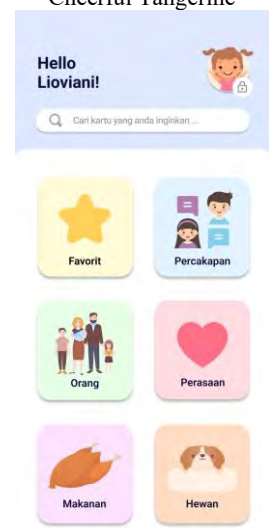 Cheerful Tangerine
Hello
Lioviani!
Cari kartu yang anda inginkan ...
Favorit
Percakapan
Orang
Perasaan
Makanan
Hewan